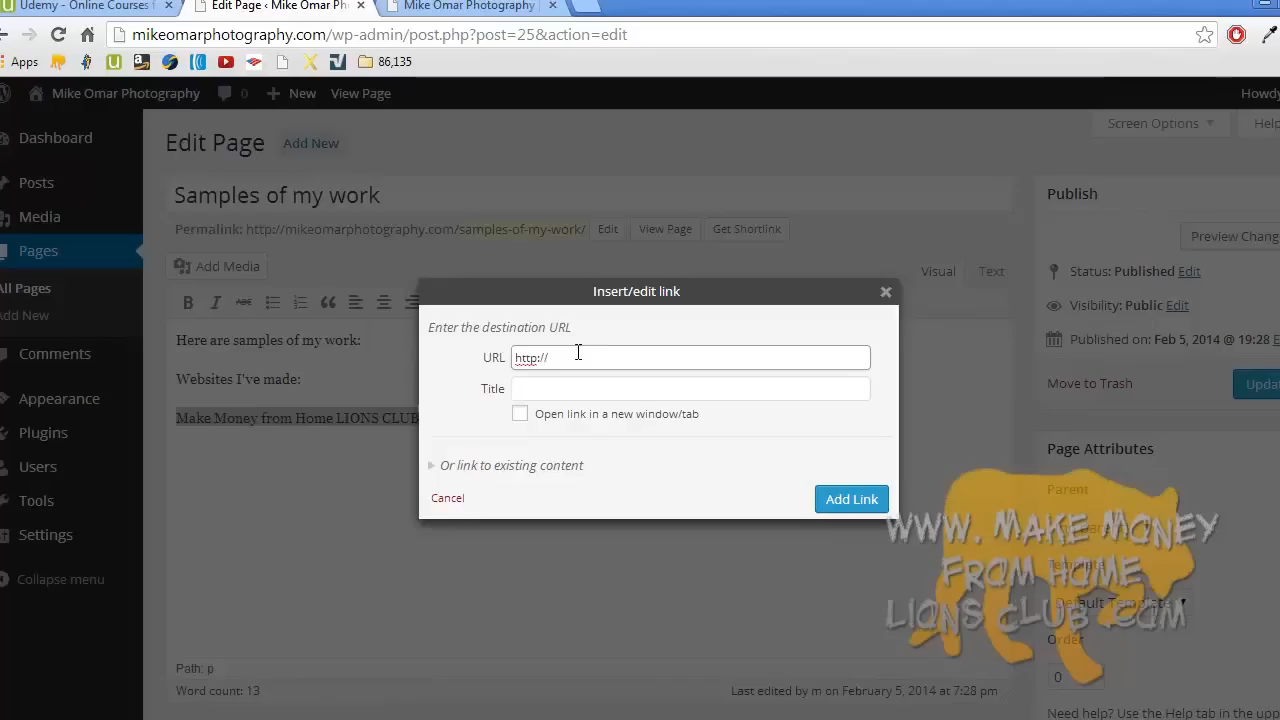 Udemy - Online Courses f
Edit Page ‹ Mike Omar Ph
Mike Omar Photography
mikeomarphotography.com/wp-admin/post.php?post=25&action=edit
Apps
86,135
Mike Omar Photography 0 New View Page Howdy
Dashboard
Posts
Media
Pages
All Pages
Add New
Comments
Appearance
Plugins
Users
Tools
Settings
Collapse menu
Edit Page Add New
Screen Options Help
Samples of my work
Permalink: http://mikeomarphotography.com/samples-of-my-work/ Edit View Page Get Shortlink
Add Media
Visual Text
B I ABC
Here are samples of my work:
Websites I've made:
Make Money from Home LIONS CLUB
Path: p
Word count: 13
Last edited by m on February 5, 2014 at 7:28 pm
Insert/edit link
Enter the destination URL
URL http://
Title
Open link in a new window/tab
Or link to existing content
Cancel
Add Link
Publish
Preview Chang
Status: Published Edit
Visibility: Public Edit
Published on: Feb 5, 2014 @ 19:28 E
Move to Trash
Upda
Page Attributes
Parent
Template
Default Template
Order
0
Need help? Use the Help tab in the upp
WWW. MAKE MONEY
FROM HOME
LIONS CLUB .COM